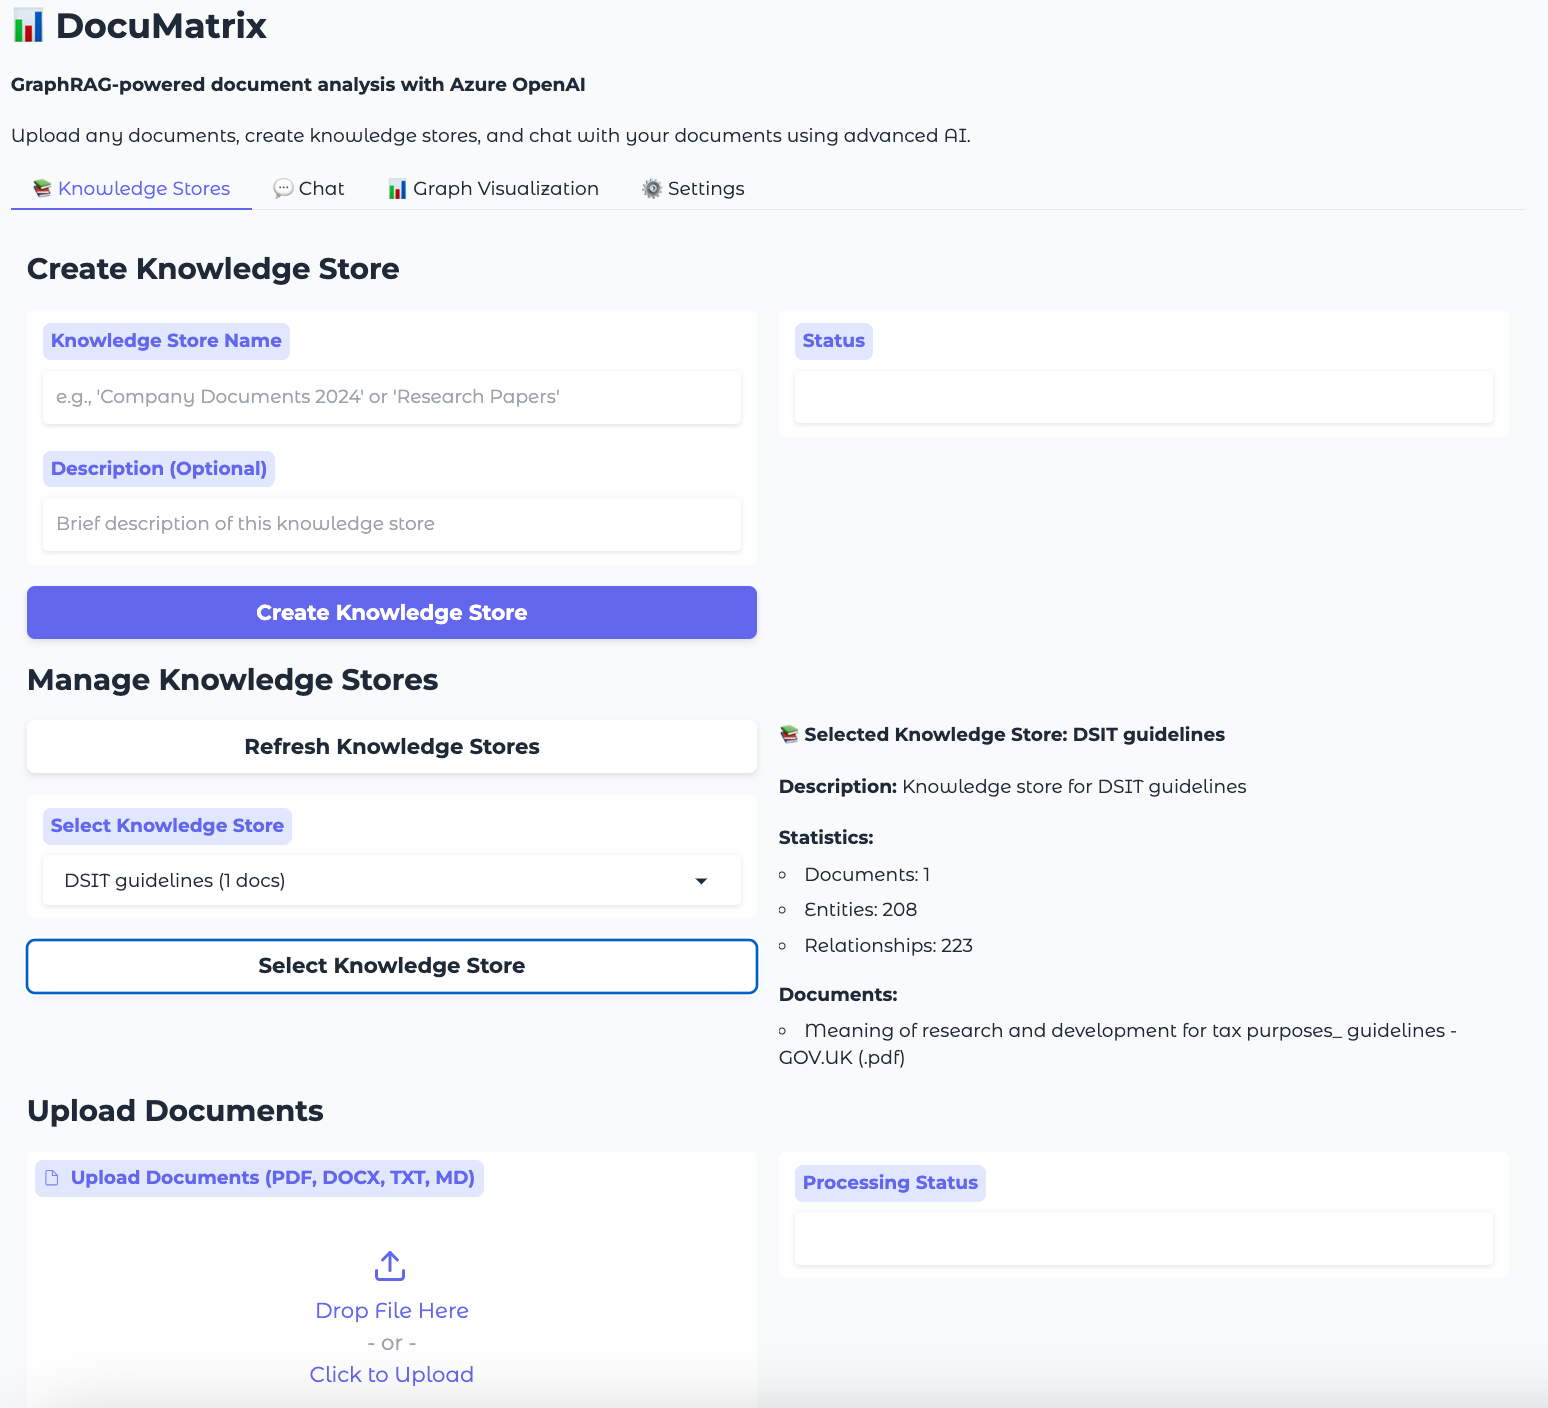 DocuMatrix
GraphRAG-powered document analysis with Azure OpenAI
Upload any documents, create knowledge stores, and chat with your documents using advanced AI.
Knowledge Stores
Chat
Graph Visualization
Settings
Create Knowledge Store
Knowledge Store Name
e.g., 'Company Documents 2024' or 'Research Papers'
Description (Optional)
Brief description of this knowledge store
Create Knowledge Store
Status
Manage Knowledge Stores
Refresh Knowledge Stores
Select Knowledge Store
DSIT guidelines (1 docs)
Select Knowledge Store
Selected Knowledge Store: DSIT guidelines
Description: Knowledge store for DSIT guidelines
Statistics:
Documents: 1
Entities: 208
Relationships: 223
Documents:
Meaning of research and development for tax purposes_ guidelines -
GOV.UK (.pdf)
Upload Documents
Upload Documents (PDF, DOCX, TXT, MD)
Drop File Here
- or -
Click to Upload
Processing Status